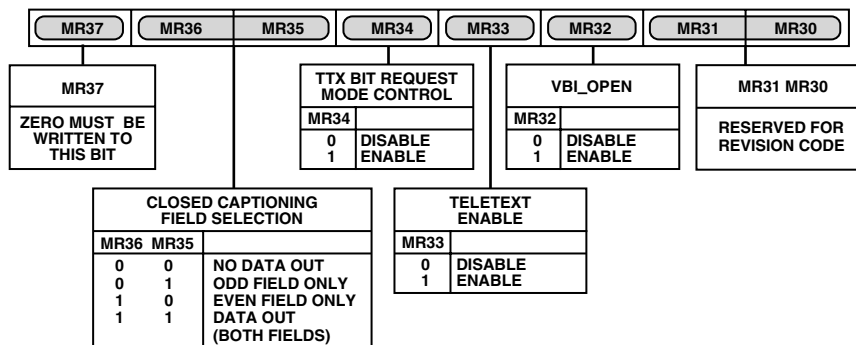 MR37 MR36 MR35 MR34 MR33 MR32 MR31 MR30
MR37
ZERO MUST BE
WRITTEN TO
THIS BIT
TTX BIT REQUEST
MODE CONTROL
MR34
0 DISABLE
1 ENABLE
VBI_OPEN
MR32
0 DISABLE
1 ENABLE
MR31 MR30
RESERVED FOR
REVISION CODE
CLOSED CAPTIONING
FIELD SELECTION
MR36 MR35
0 0 NO DATA OUT
0 1 ODD FIELD ONLY
1 0 EVEN FIELD ONLY
1 1 DATA OUT
(BOTH FIELDS)
TELETEXT
ENABLE
MR33
0 DISABLE
1 ENABLE